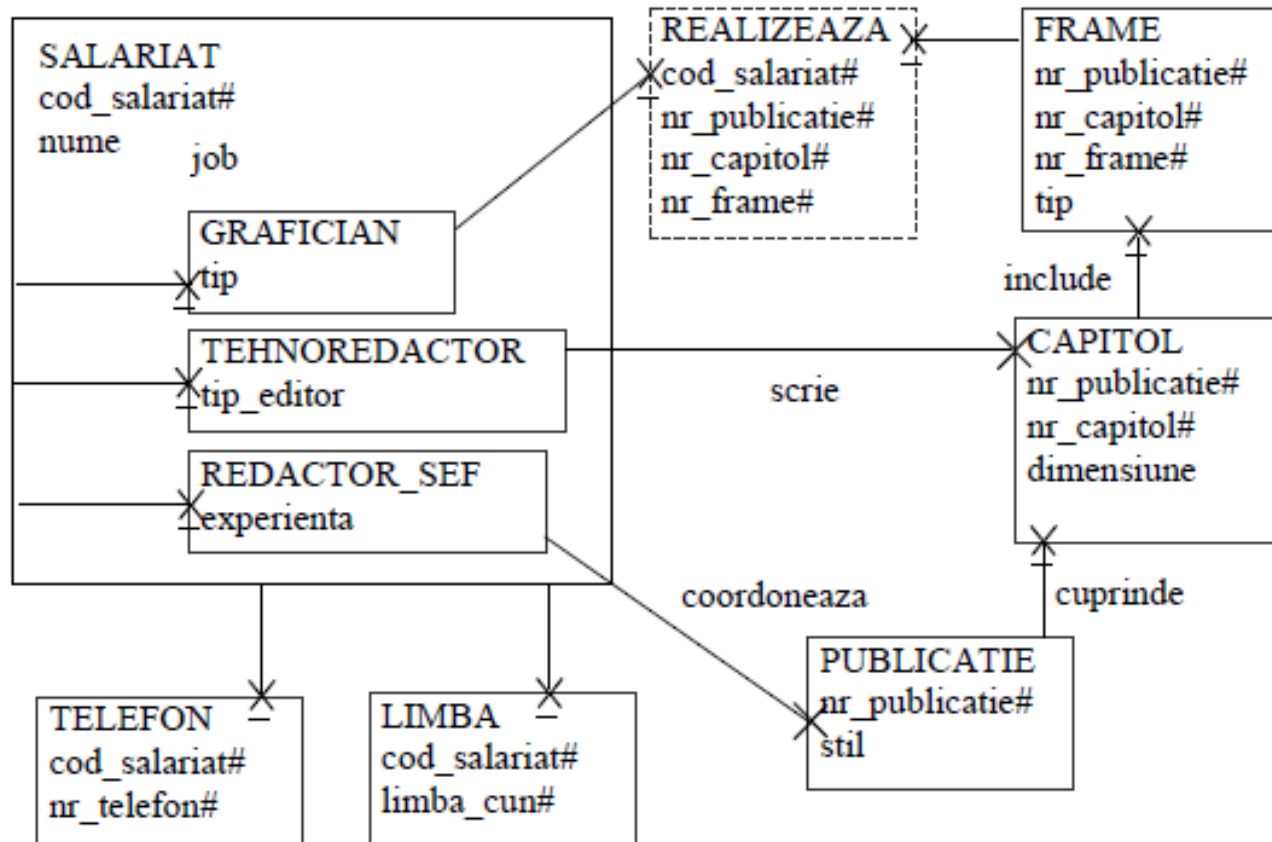 SALARIAT
cod_salariat#
nume
job
GRAFICIAN
tip
TEHNOREDACTOR
tip_editor
REDACTOR_SEF
experienta
REALIZEAZA
cod_salariat#
nr_publicatie#
nr_capitol#
nr_frame#
FRAME
nr_publicatie#
nr_capitol#
nr_frame#
tip
include
CAPITOL
nr_publicatie#
nr_capitol#
dimensiune
scrie
coordoneaza
cuprinde
PUBLICATIE
nr_publicatie#
stil
TELEFON
cod_salariat#
nr_telefon#
LIMBA
cod_salariat#
limba_cun#